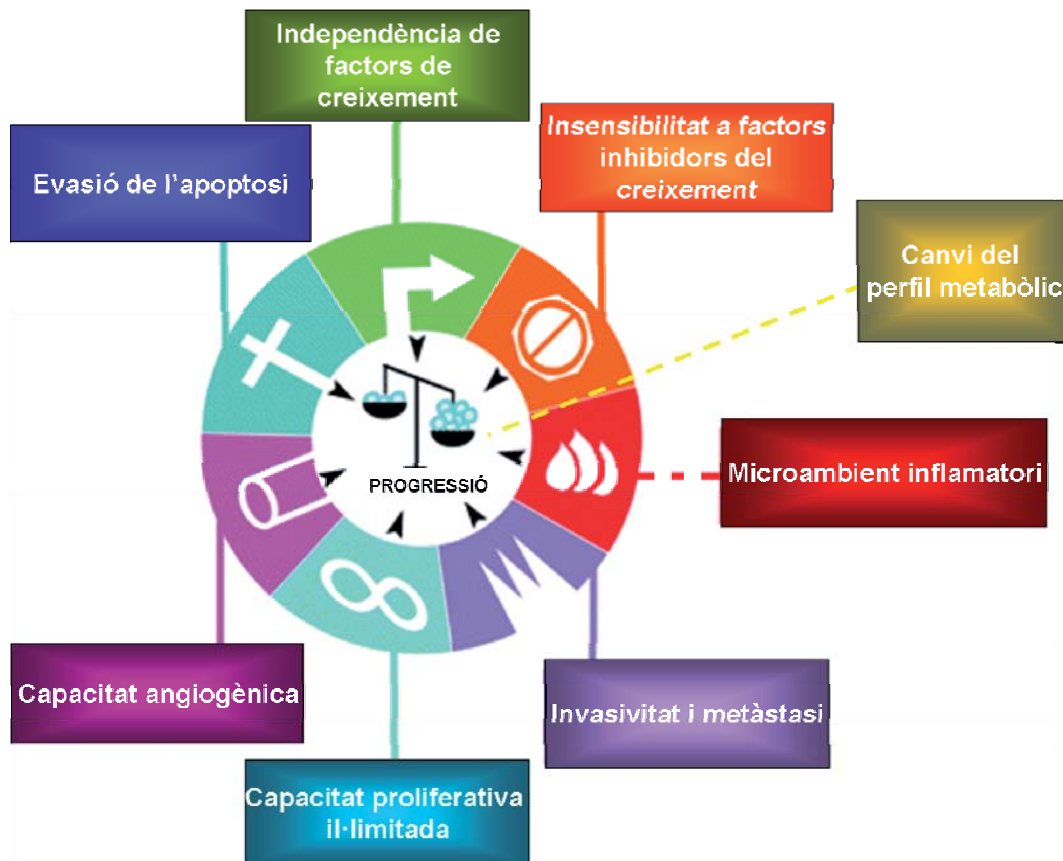 Independència de
factors de
creixement
Insensibilitat a factors
inhibidors del
creixement
Evasió de l'apoptosi
Canvi del
perfil metabòlic
PROGRESSIÓ
Microambient inflamatori
Capacitat angiogènica
Invasivitat i metàstasi
Capacitat proliferativa
il·limitada